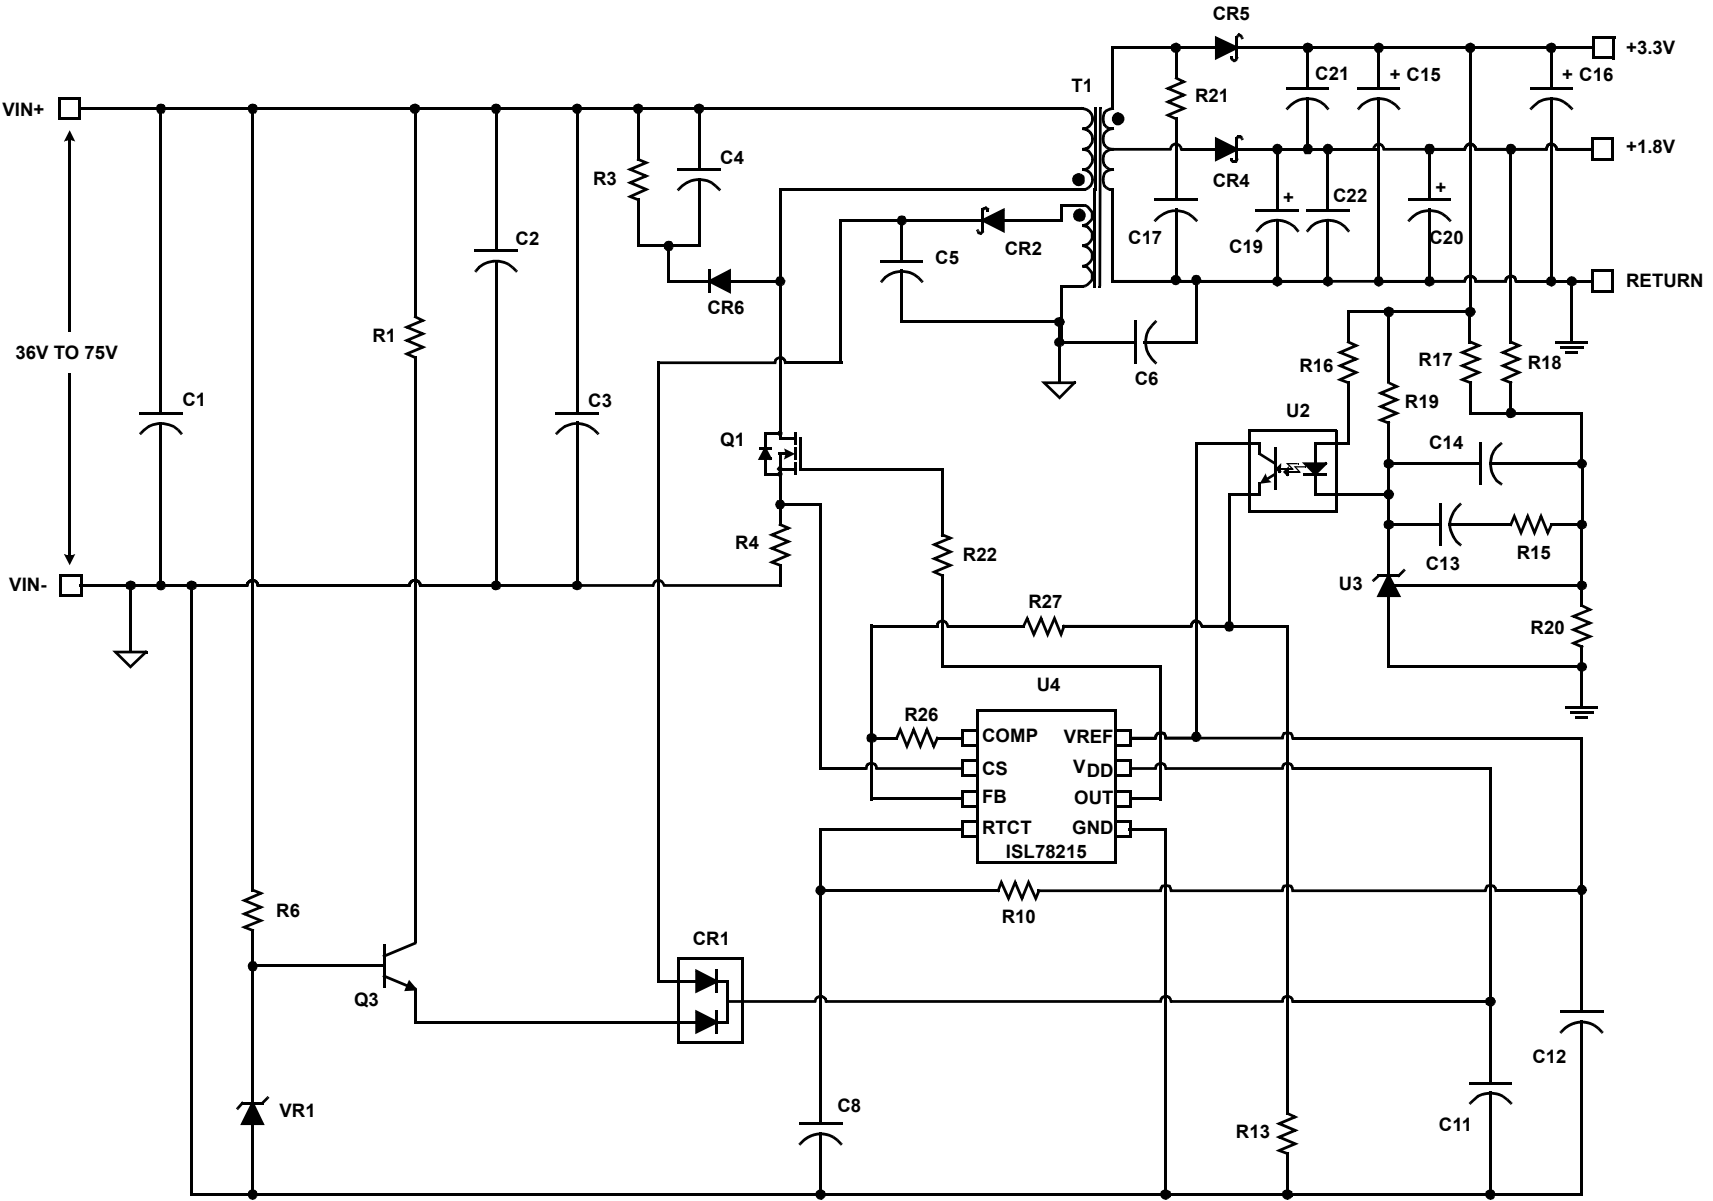 CR5
+3.3V
C21
+ C15
+ C16
T1
R21
VIN+
+1.8V
C4
R3
CR4
+
C22
+
C2
C17
C19
C20
C5
CR2
RETURN
CR6
R1
36V TO 75V
R16
R17
R18
C6
C1
C3
R19
U2
Q1
C14
R4
R22
C13
R15
VIN-
U3
R27
R20
U4
R26
COMP
VREF
CS
VDD
FB
OUT
RTCT
GND
ISL78215
R6
R10
CR1
Q3
C12
VR1
C8
R13
C11